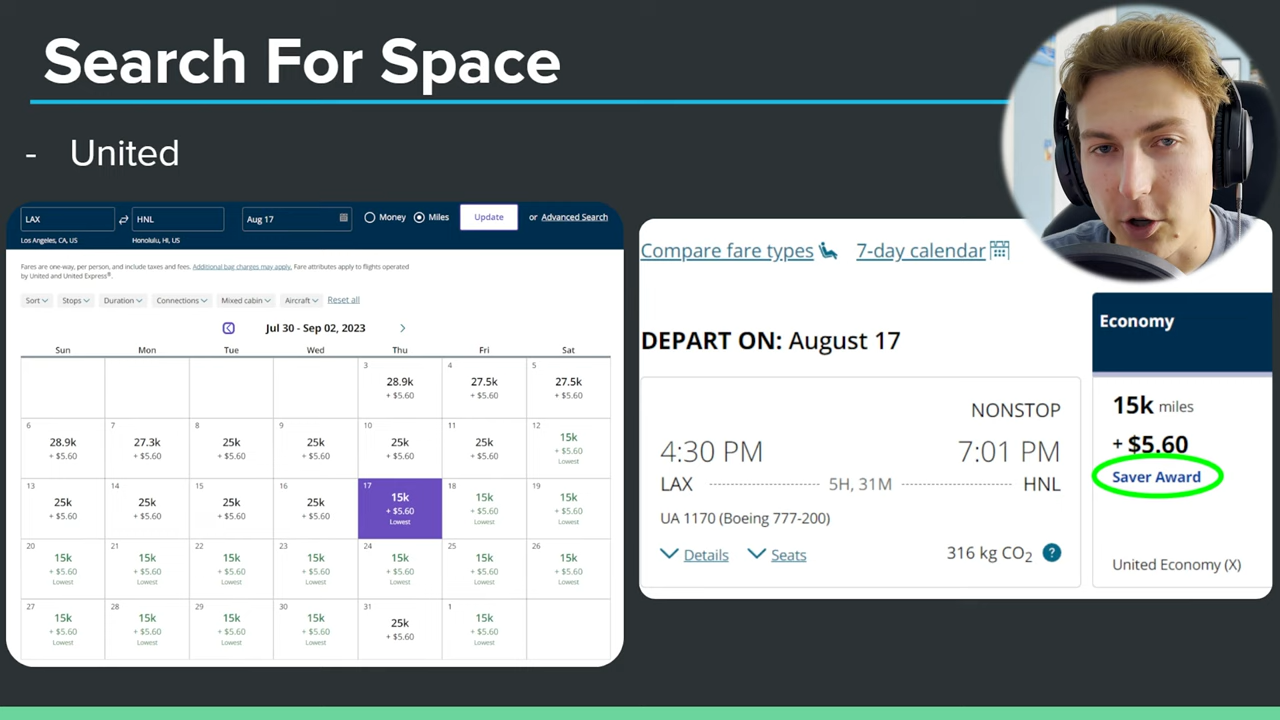 Search For Space
- United
LAX
HNL
Aug 17
Money
Miles
Update
or Advanced Search
Los Angeles, CA, US
Honolulu, HI, US
Fares are one-way, per person, and include taxes and fees. Additional bag charges may apply. Fare attributes apply to flights operated
by United and United Express®.
Sort Stops Duration Connections Mixed cabin Aircraft Reset all
Jul 30 - Sep 02, 2023
Sun Mon Tue Wed Thu Fri Sat
3 4 5
28.9k 27.5k 27.5k
+ $5.60 + $5.60 + $5.60
6 7 8 9 10 11 12
28.9k 27.3k 25k 25k 25k 25k 15k
+ $5.60 + $5.60 + $5.60 + $5.60 + $5.60 + $5.60 + $5.60
Lowest
13 14 15 16 17 18 19
25k 25k 25k 25k 15k 15k 15k
+ $5.60 + $5.60 + $5.60 + $5.60 + $5.60 + $5.60 + $5.60
Lowest Lowest Lowest
20 21 22 23 24 25 26
15k 15k 15k 15k 15k 15k 15k
+ $5.60 + $5.60 + $5.60 + $5.60 + $5.60 + $5.60 + $5.60
Lowest Lowest Lowest Lowest Lowest Lowest Lowest
27 28 29 30 31 1
15k 15k 15k 15k 25k 15k
+ $5.60 + $5.60 + $5.60 + $5.60 + $5.60 + $5.60
Lowest Lowest Lowest Lowest Lowest
Compare fare types 7-day calendar
DEPART ON: August 17
NONSTOP
4:30 PM 7:01 PM
LAX 5H, 31M HNL
UA 1170 (Boeing 777-200)
Details Seats 316 kg CO2 ?
Economy
15k miles
+ $5.60
Saver Award
United Economy (X)